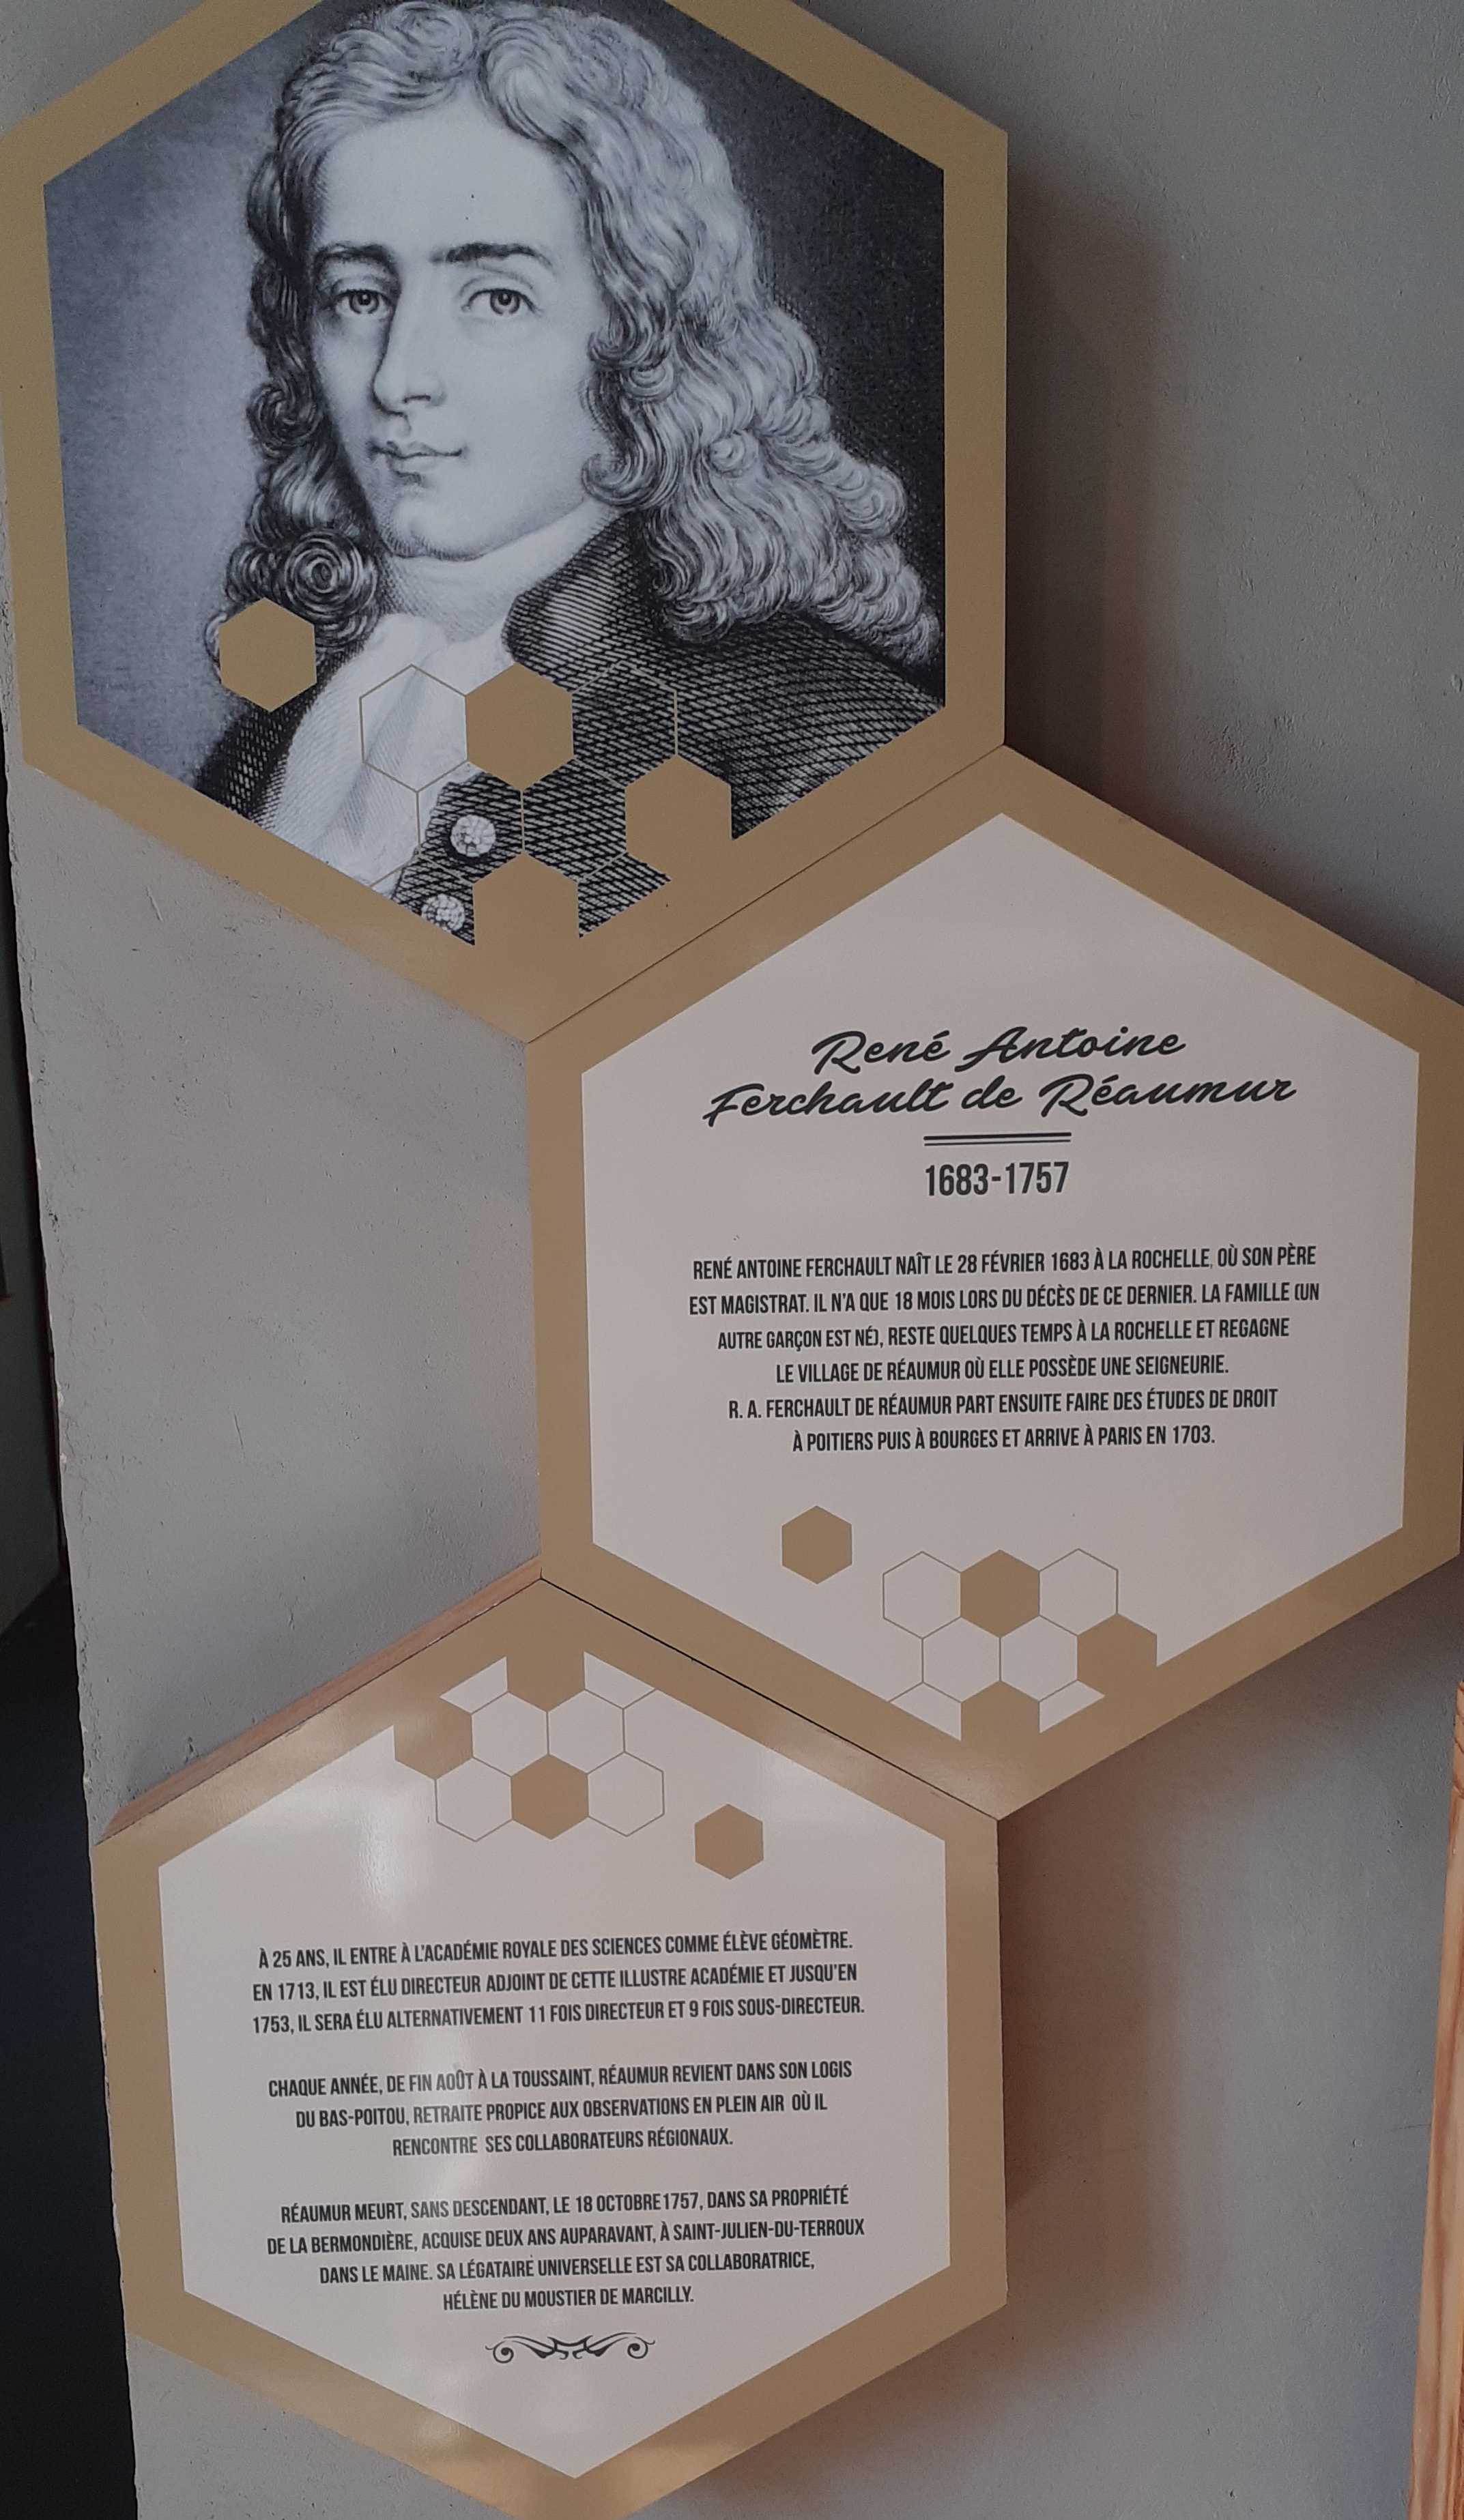 René Antoine
Ferchault de Réaumur
1683-1757
RENÉ ANTOINE FERCHAULT NAÎT LE 28 FÉVRIER 1683 À LA ROCHELLE, OÙ SON PÈRE
EST MAGISTRAT. IL N'A QUE 18 MOIS LORS DU DÉCÈS DE CE DERNIER. LA FAMILLE (UN
AUTRE GARÇON EST NÉ), RESTE QUELQUES TEMPS À LA ROCHELLE ET REGAGNE
LE VILLAGE DE RÉAUMUR OÙ ELLE POSSÈDE UNE SEIGNEURIE.
R. A. FERCHAULT DE RÉAUMUR PART ENSUITE FAIRE DES ÉTUDES DE DROIT
À POITIERS PUIS À BOURGES ET ARRIVE À PARIS EN 1703.
À 25 ANS, IL ENTRE À L'ACADÉMIE ROYALE DES SCIENCES COMME ÉLÈVE GÉOMÈTRE.
EN 1713, IL EST ÉLU DIRECTEUR ADJOINT DE CETTE ILLUSTRE ACADÉMIE ET JUSQU'EN
1753, IL SERA ÉLU ALTERNATIVEMENT 11 FOIS DIRECTEUR ET 9 FOIS SOUS-DIRECTEUR.
CHAQUE ANNÉE, DE FIN AOÛT À LA TOUSSAINT, RÉAUMUR REVIENT DANS SON LOGIS
DU BAS-POITOU, RETRAITE PROPICE AUX OBSERVATIONS EN PLEIN AIR OÙ IL
RENCONTRE SES COLLABORATEURS RÉGIONAUX.
RÉAUMUR MEURT, SANS DESCENDANT, LE 18 OCTOBRE1757, DANS SA PROPRIÉTÉ
DE LA BERMONDIÈRE, ACQUISE DEUX ANS AUPARAVANT, À SAINT-JULIEN-DU-TERROUX
DANS LE MAINE. SA LÉGATAIRE UNIVERSELLE EST SA COLLABORATRICE,
HÉLÈNE DU MOUSTIER DE MARCILLY.